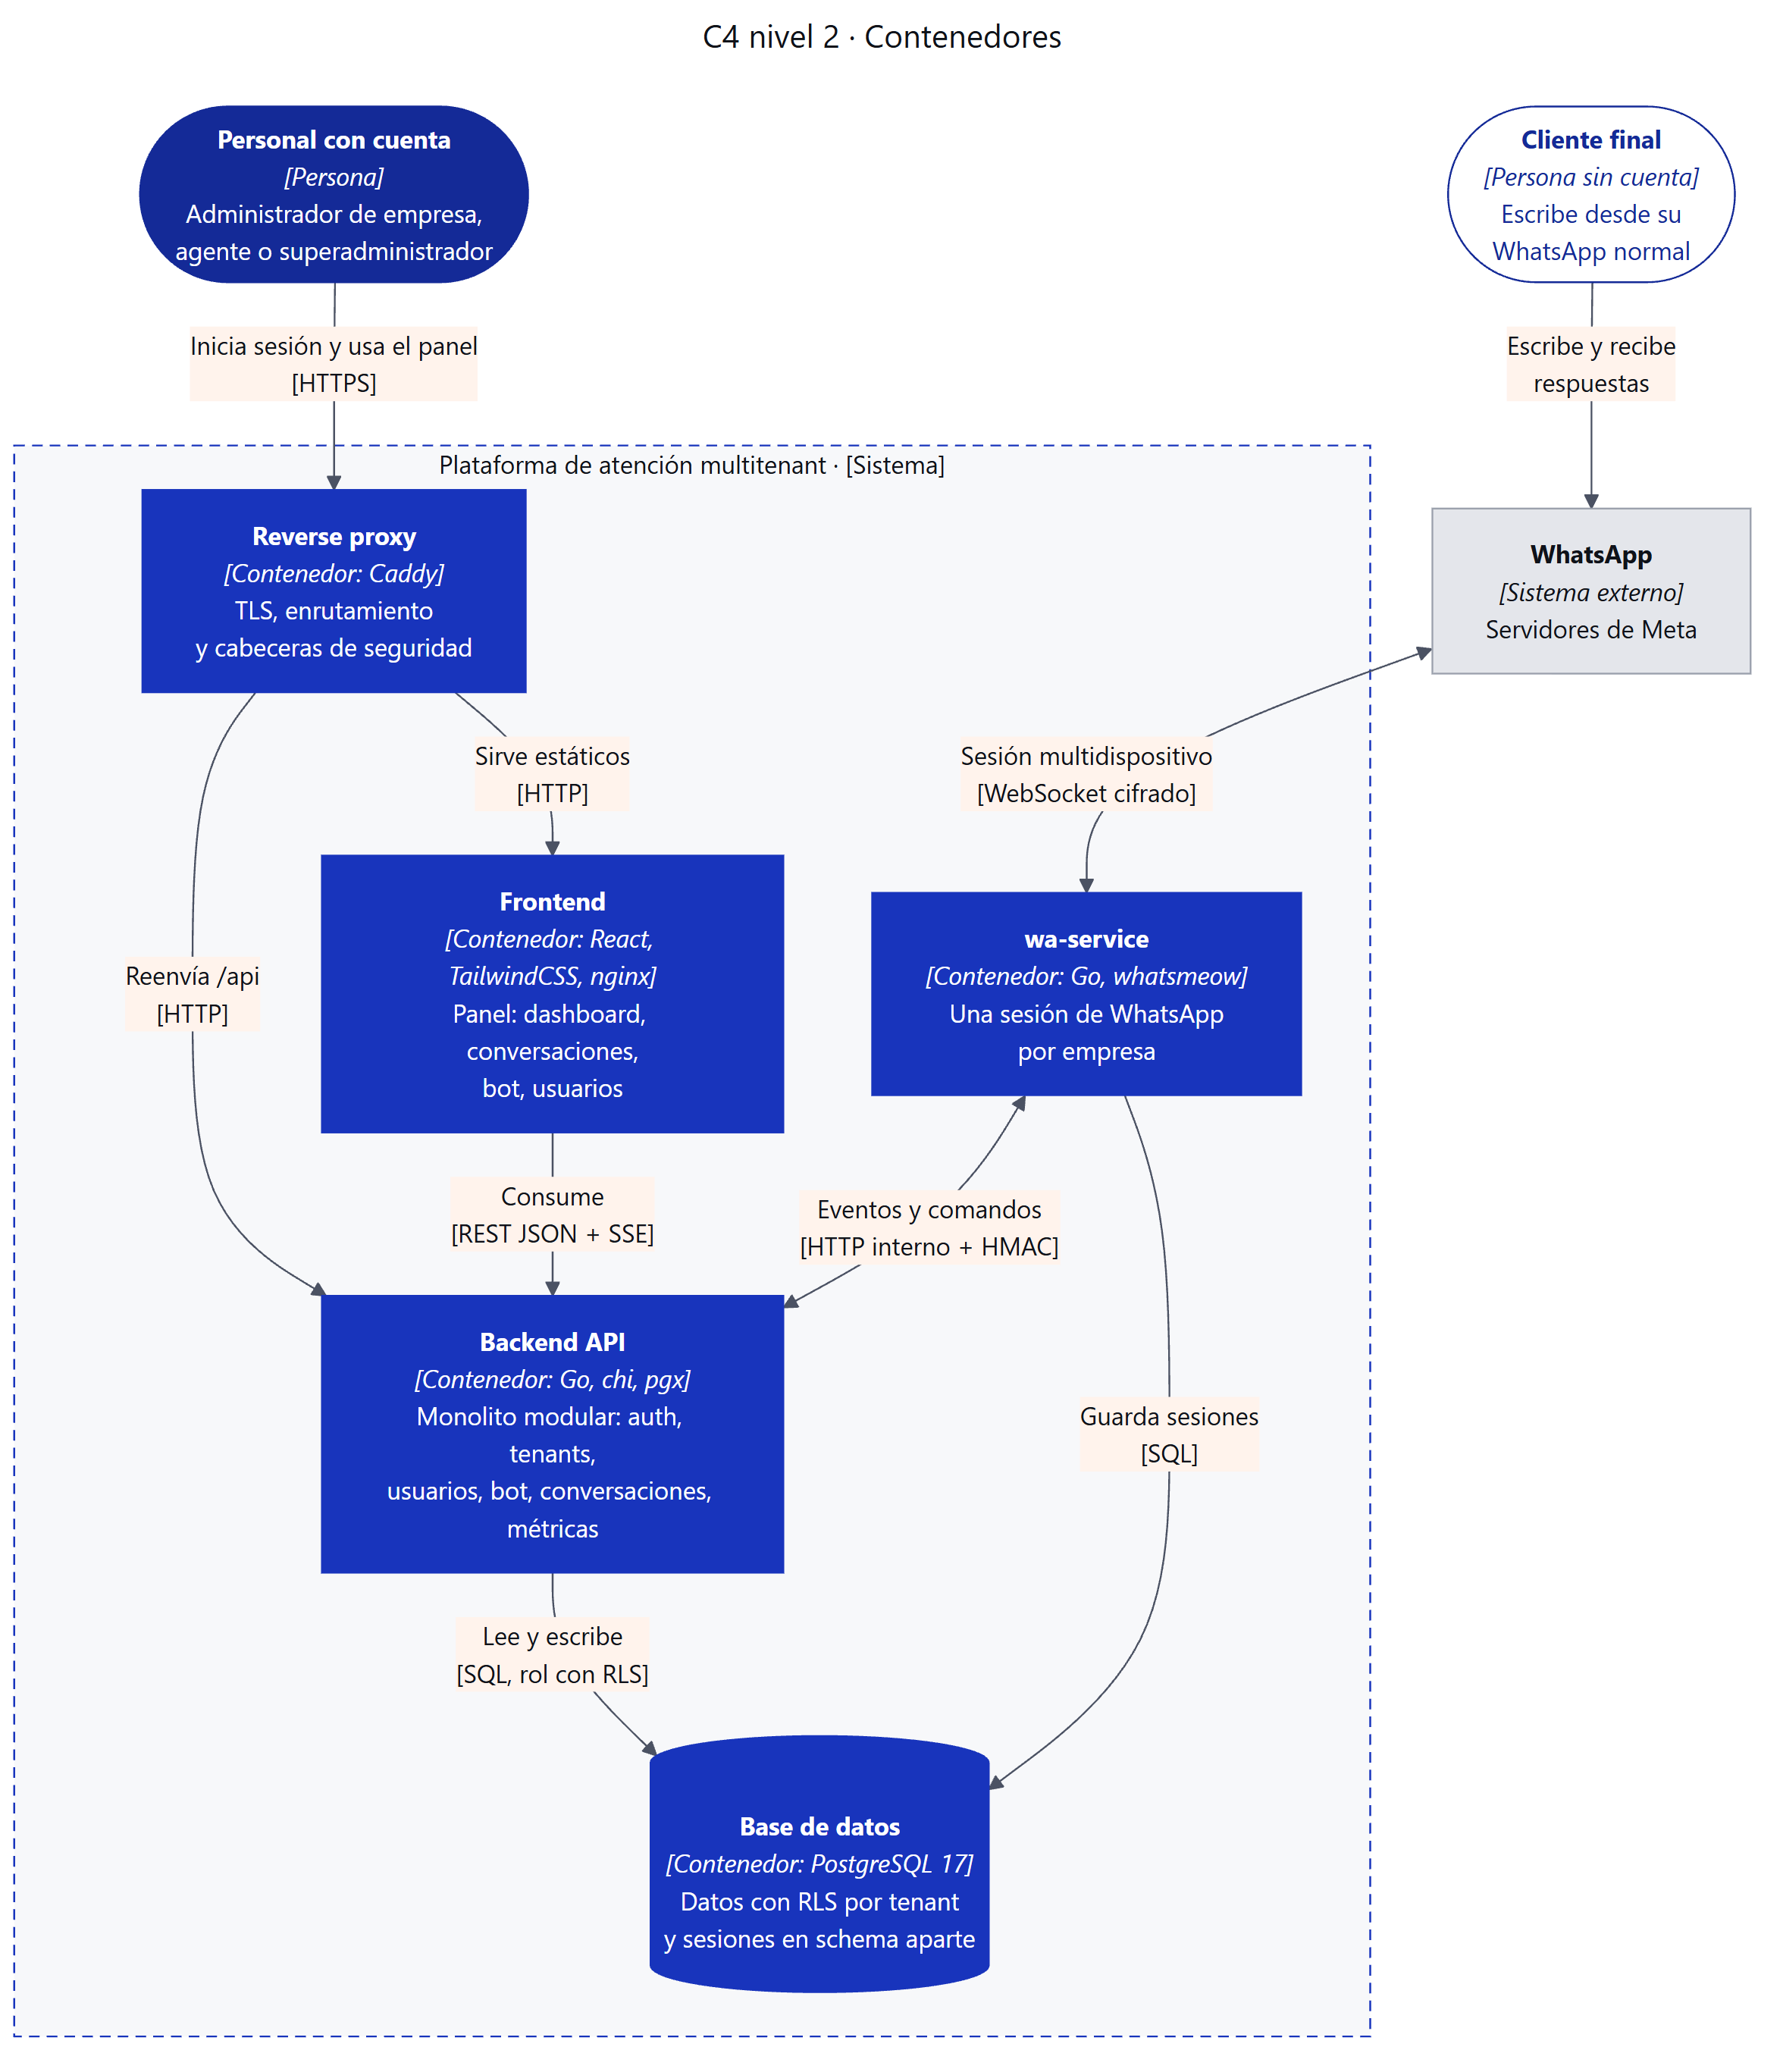 C4 nivel 2 · Contenedores
Personal con cuenta
[Persona]
Administrador de empresa,
agente o superadministrador
Cliente final
[Persona sin cuenta]
Escribe desde su
WhatsApp normal
Inicia sesión y usa el panel
[HTTPS]
Escribe y recibe
respuestas
Plataforma de atención multitenant · [Sistema]
Reverse proxy
[Contenedor: Caddy]
TLS, enrutamiento
y cabeceras de seguridad
WhatsApp
[Sistema externo]
Servidores de Meta
Sirve estáticos
[HTTP]
Sesión multidispositivo
[WebSocket cifrado]
Reenvía /api
[HTTP]
Frontend
[Contenedor: React,
TailwindCSS, nginx]
Panel: dashboard,
conversaciones,
bot, usuarios
wa-service
[Contenedor: Go, whatsmeow]
Una sesión de WhatsApp
por empresa
Consume
[REST JSON + SSE]
Eventos y comandos
[HTTP interno + HMAC]
Backend API
[Contenedor: Go, chi, pgx]
Monolito modular: auth,
tenants,
usuarios, bot, conversaciones,
métricas
Guarda sesiones
[SQL]
Lee y escribe
[SQL, rol con RLS]
Base de datos
[Contenedor: PostgreSQL 17]
Datos con RLS por tenant
y sesiones en schema aparte